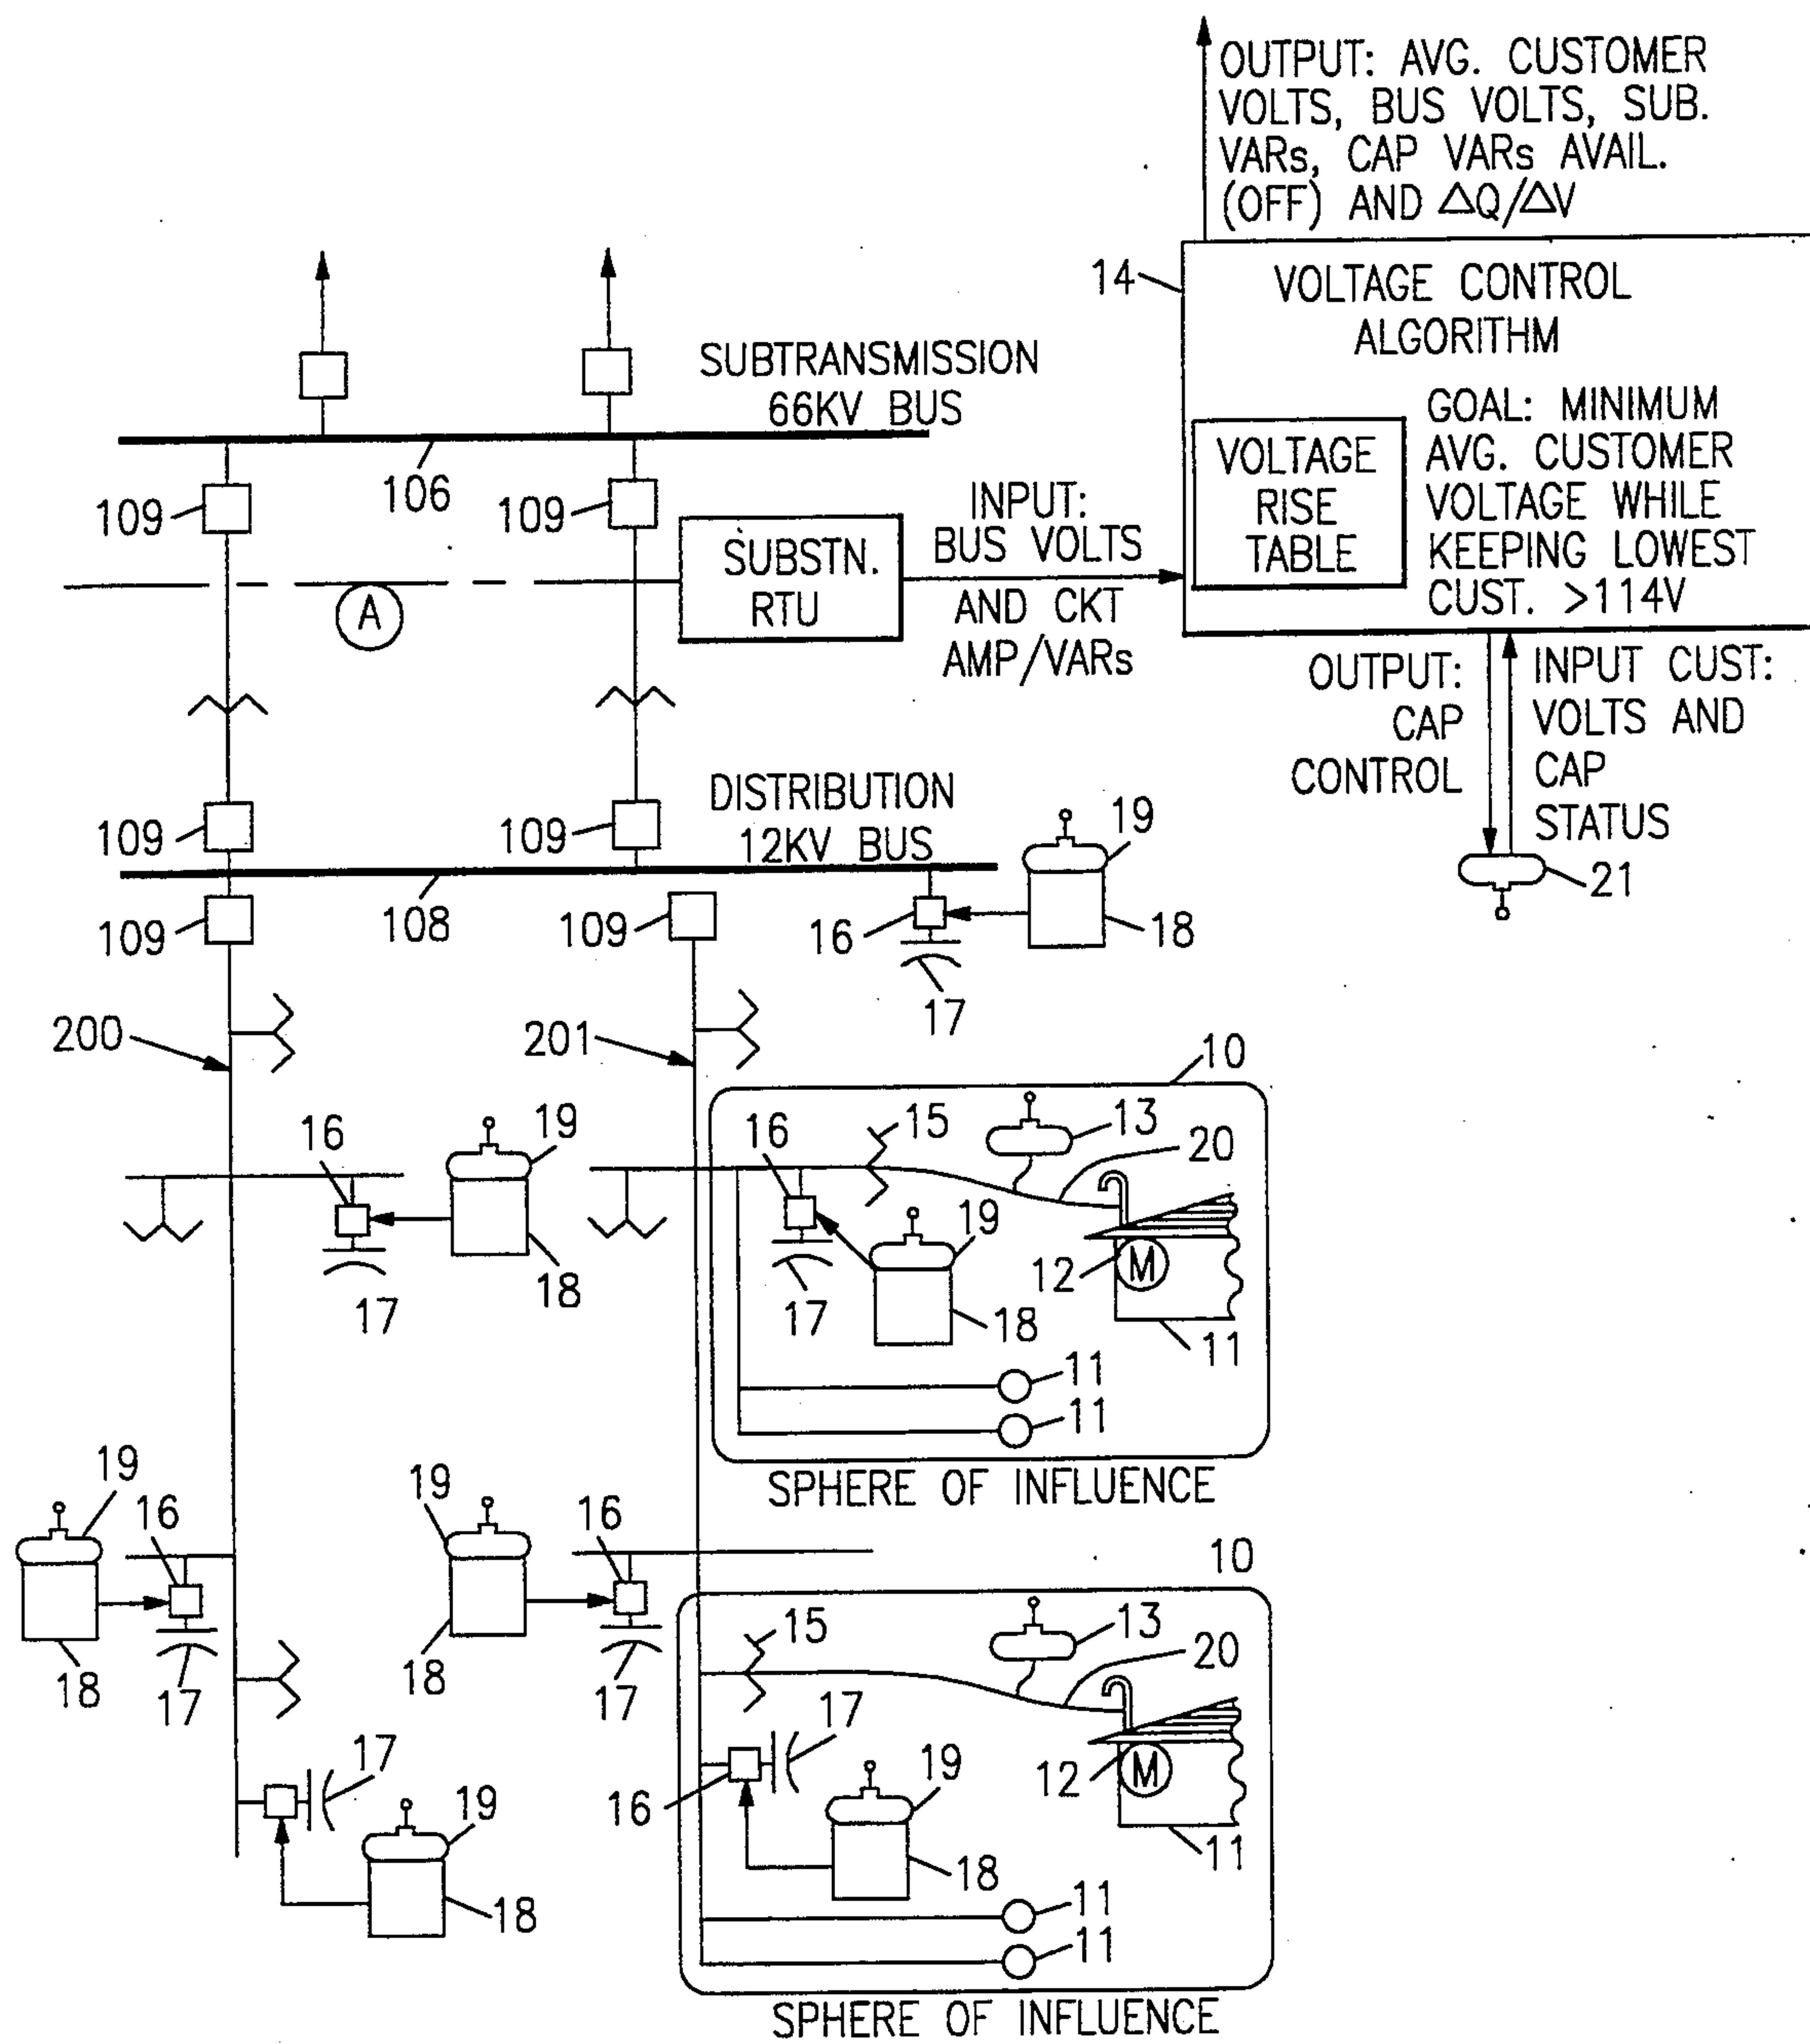 OUTPUT: AVG. CUSTOMER
VOLTS, BUS VOLTS, SUB.
VARs, CAP VARs AVAIL.
(OFF) AND ΔQ/ΔV
14
VOLTAGE CONTROL
ALGORITHM
VOLTAGE
RISE
TABLE
GOAL: MINIMUM
AVG. CUSTOMER
VOLTAGE WHILE
KEEPING LOWEST
CUST. >114V
SUBTRANSMISSION
66KV BUS
106
109
109
SUBSTN.
RTU
INPUT:
BUS VOLTS
AND CKT
AMP/VARs
A
OUTPUT:
CAP
CONTROL
INPUT CUST:
VOLTS AND
CAP
STATUS
21
DISTRIBUTION
12KV BUS
109
109
19
109
108
109
16
18
17
200
201
10
16
19
18
17
16
15
13
20
19
17
18
12
M
11
11
11
SPHERE OF INFLUENCE
19
16
18
17
19
16
18
17
10
15
13
20
17
16
19
18
12
M
11
11
11
SPHERE OF INFLUENCE
17
19
18